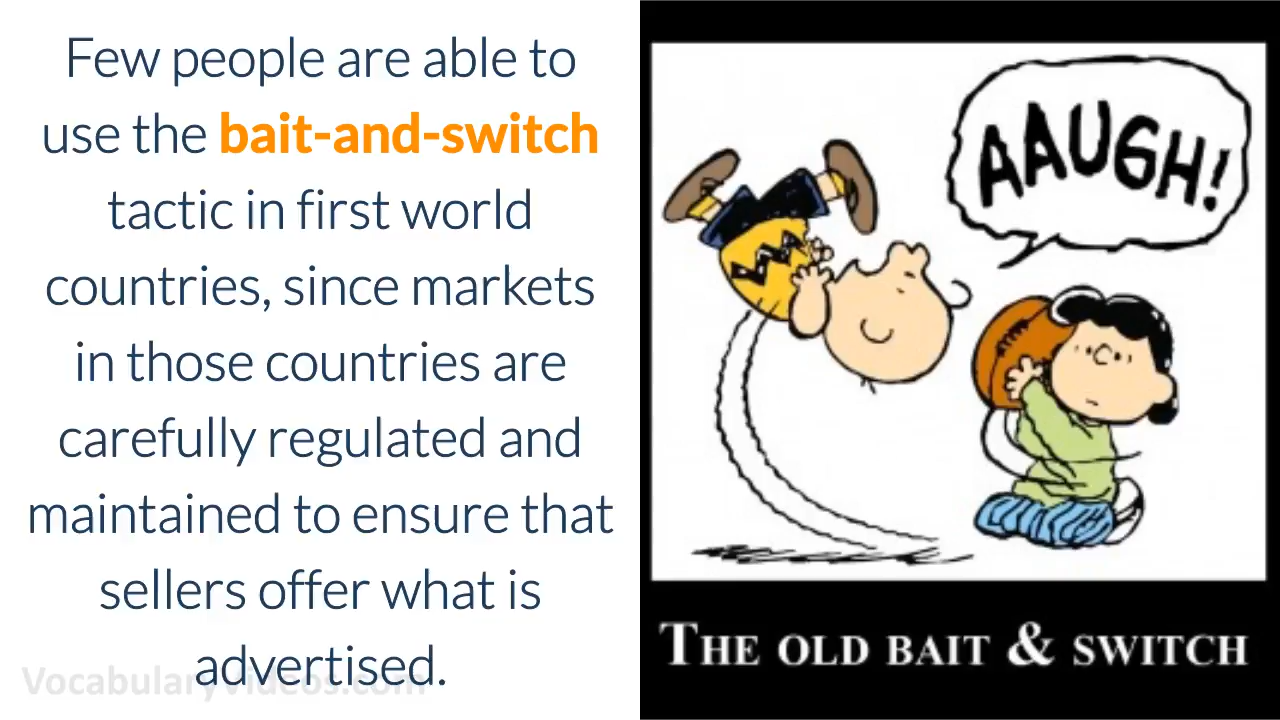 Few people are able to
use the bait-and-switch
tactic in first world
countries, since markets
in those countries are
carefully regulated and
maintained to ensure that
sellers offer what is
advertised.
VocabularyVideos.com
AAUGH!
THE OLD BAIT & SWITCH